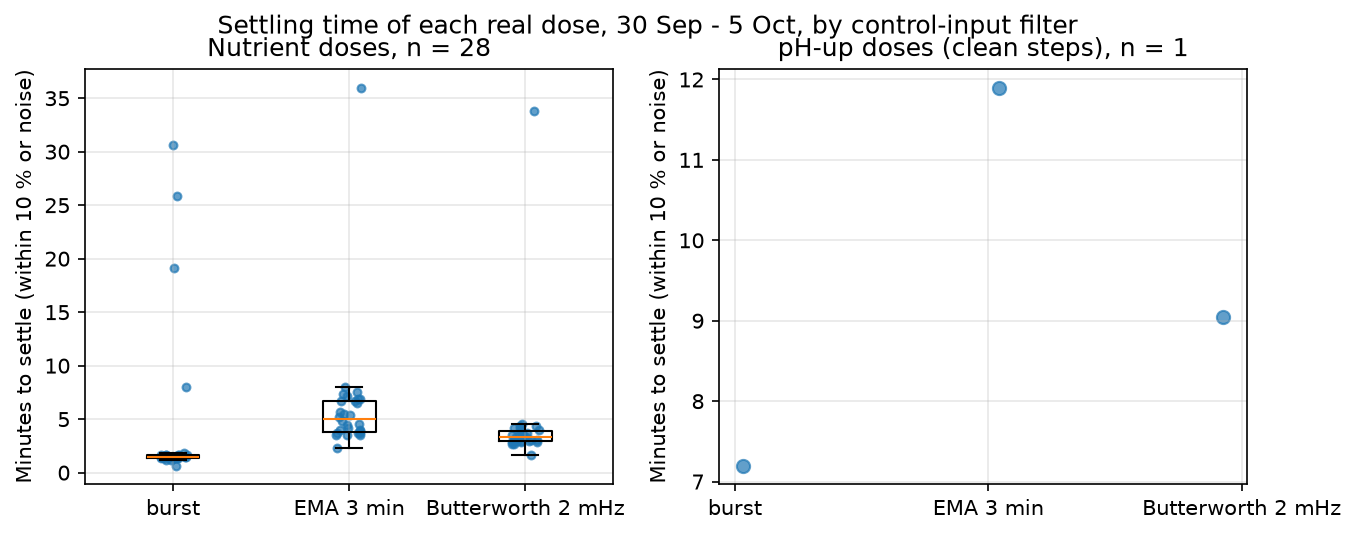 Settling time of each real dose, 30 Sep - 5 Oct, by control-input filter
Nutrient doses, n = 28
Minutes to settle (within 10 % or noise)
35
30
25
20
15
10
5
0
burst
EMA 3 min
Butterworth 2 mHz
pH-up doses (clean steps), n = 1
Minutes to settle (within 10 % or noise)
12
11
10
9
8
7
burst
EMA 3 min
Butterworth 2 mHz